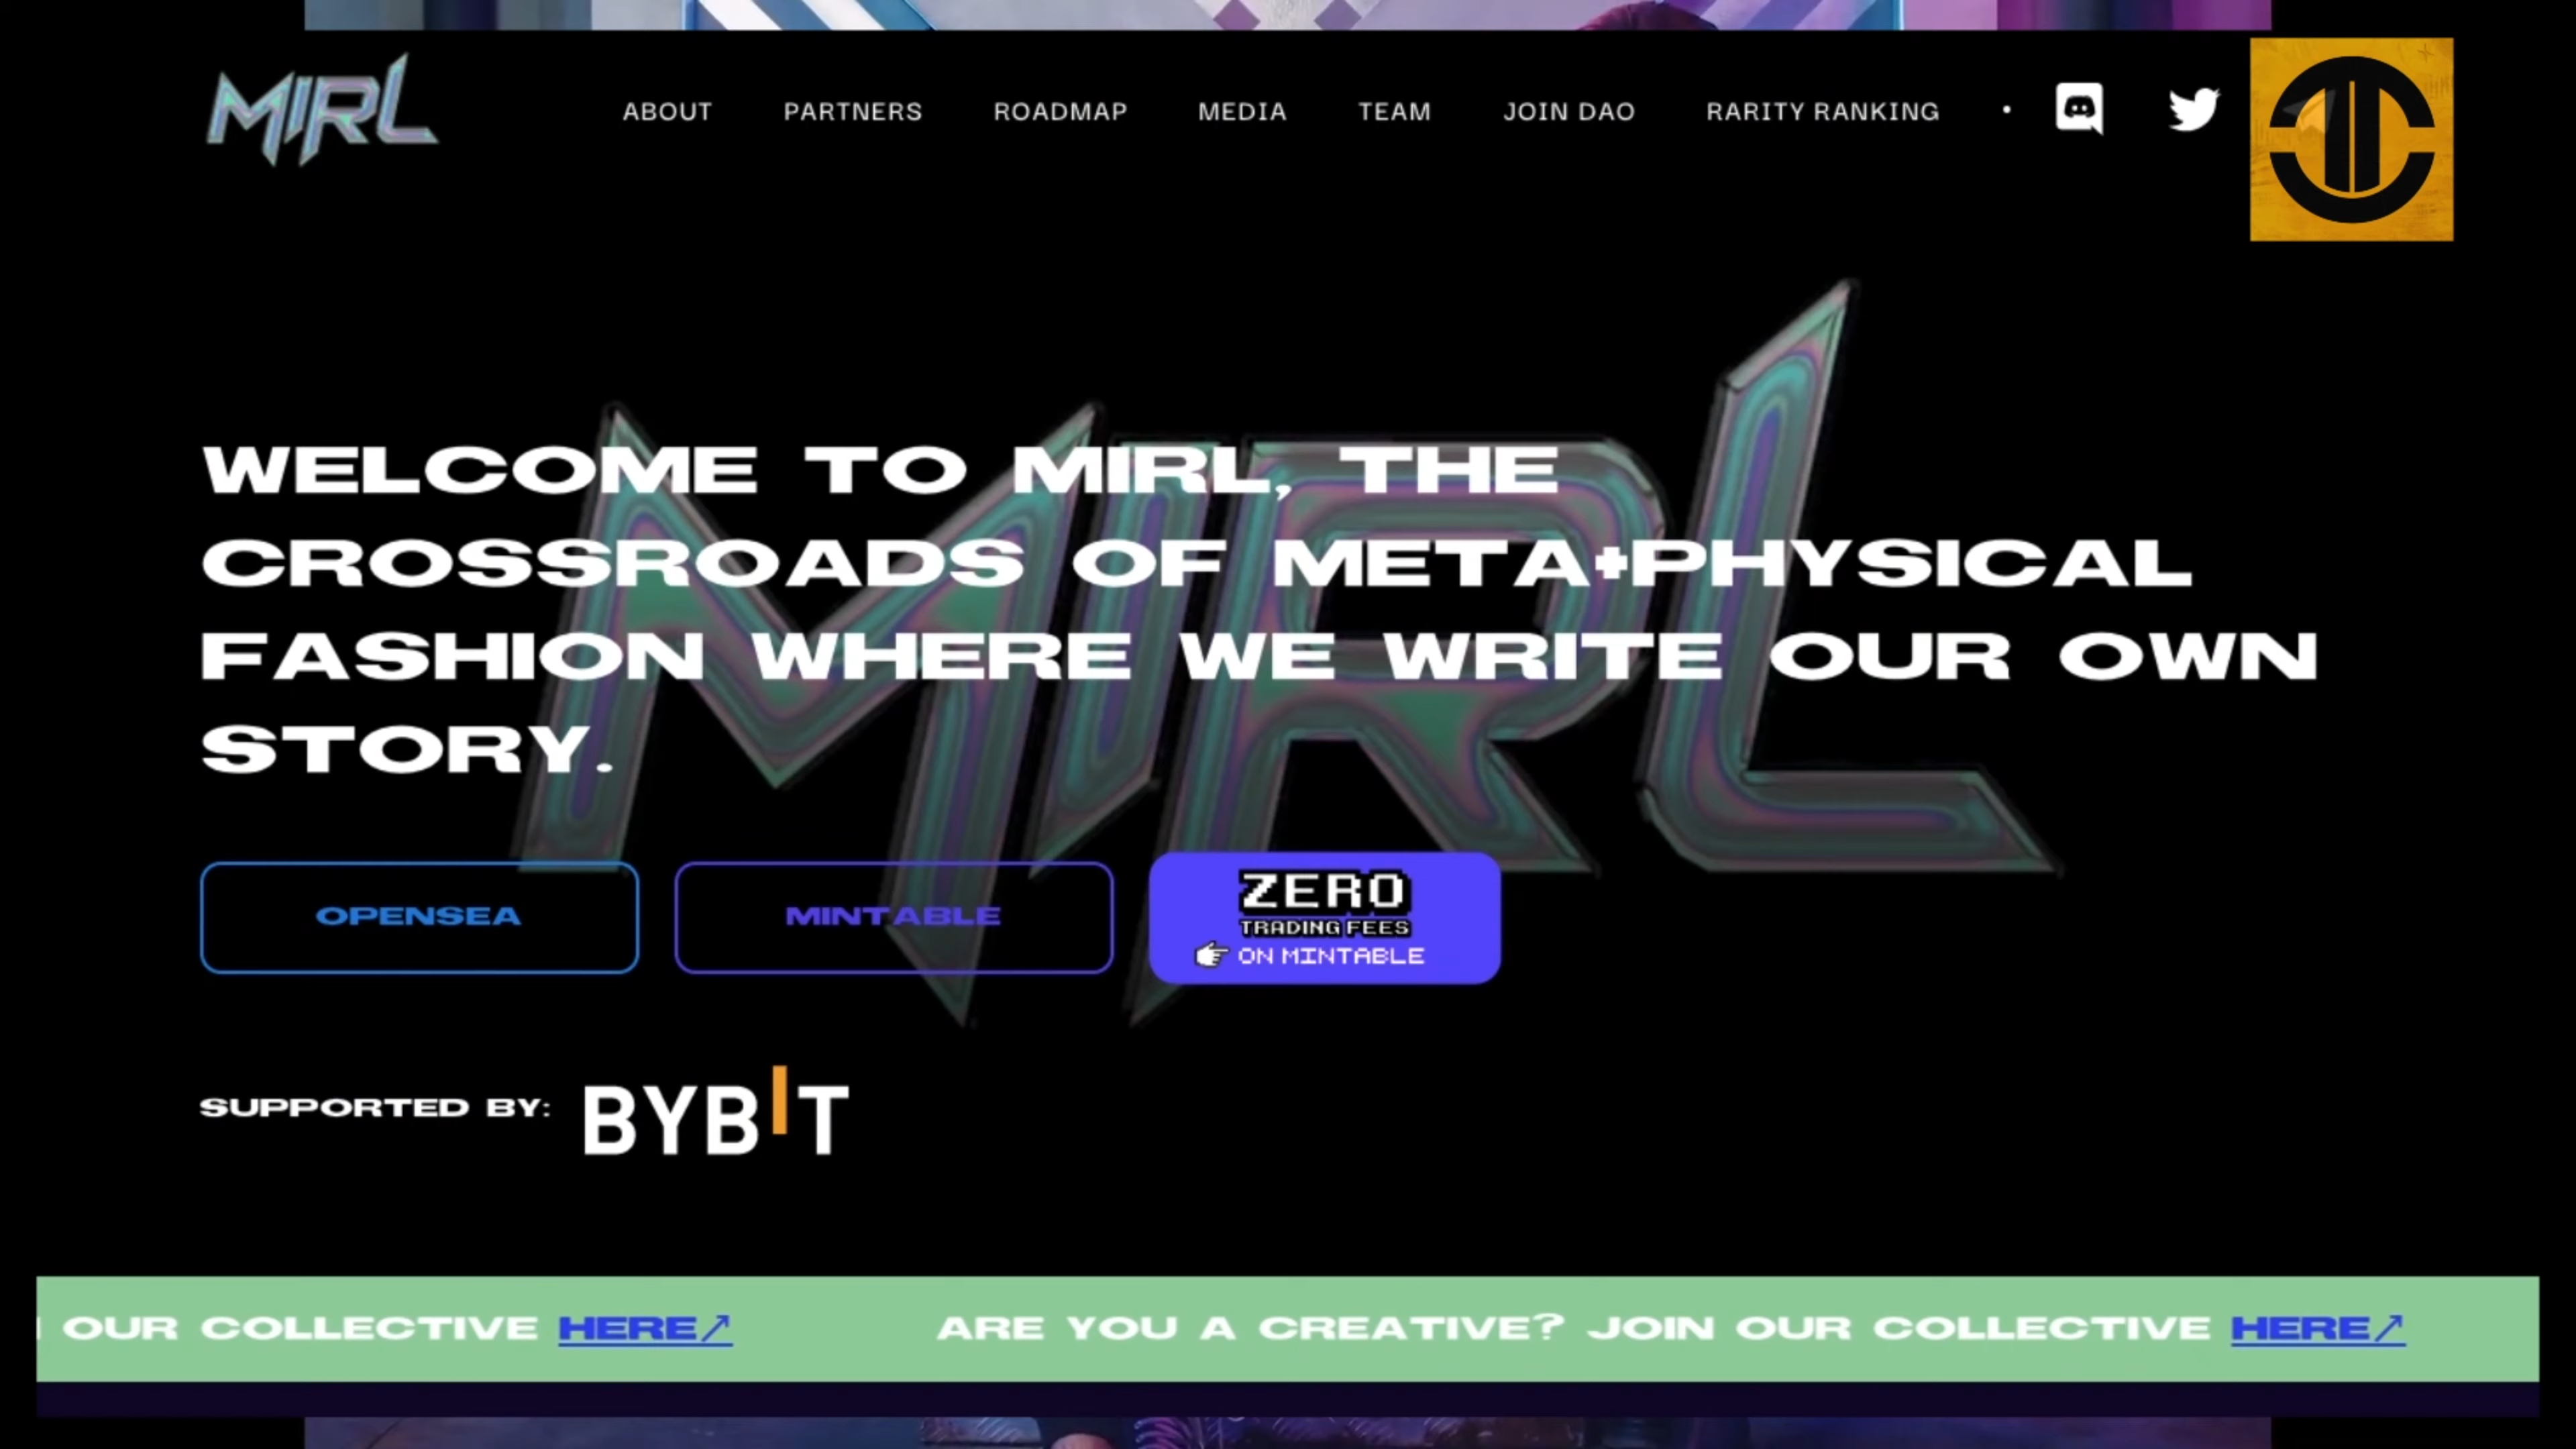 MIRL
ABOUT PARTNERS ROADMAP MEDIA TEAM JOIN DAO RARITY RANKING
MIRL
WELCOME TO MIRL, THE
CROSSROADS OF META+PHYSICAL
FASHION WHERE WE WRITE OUR OWN
STORY.
OPENSEA
MINTABLE
ZERO
TRADING FEES
ON MINTABLE
SUPPORTED BY: BYBIT
OUR COLLECTIVE HERE↗ ARE YOU A CREATIVE? JOIN OUR COLLECTIVE HERE↗